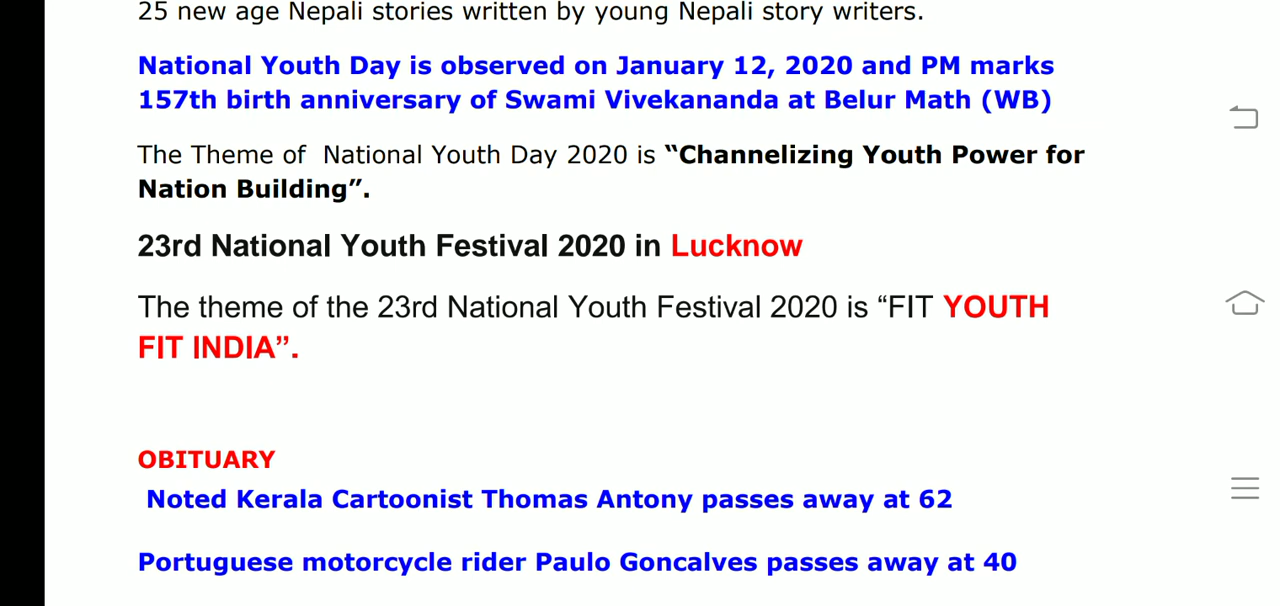 25 new age Nepali stories written by young Nepali story writers.
National Youth Day is observed on January 12, 2020 and PM marks
157th birth anniversary of Swami Vivekananda at Belur Math (WB)
The Theme of  National Youth Day 2020 is “Channelizing Youth Power for
Nation Building”.
23rd National Youth Festival 2020 in Lucknow
The theme of the 23rd National Youth Festival 2020 is “FIT YOUTH
FIT INDIA”.
OBITUARY
Noted Kerala Cartoonist Thomas Antony passes away at 62
Portuguese motorcycle rider Paulo Goncalves passes away at 40